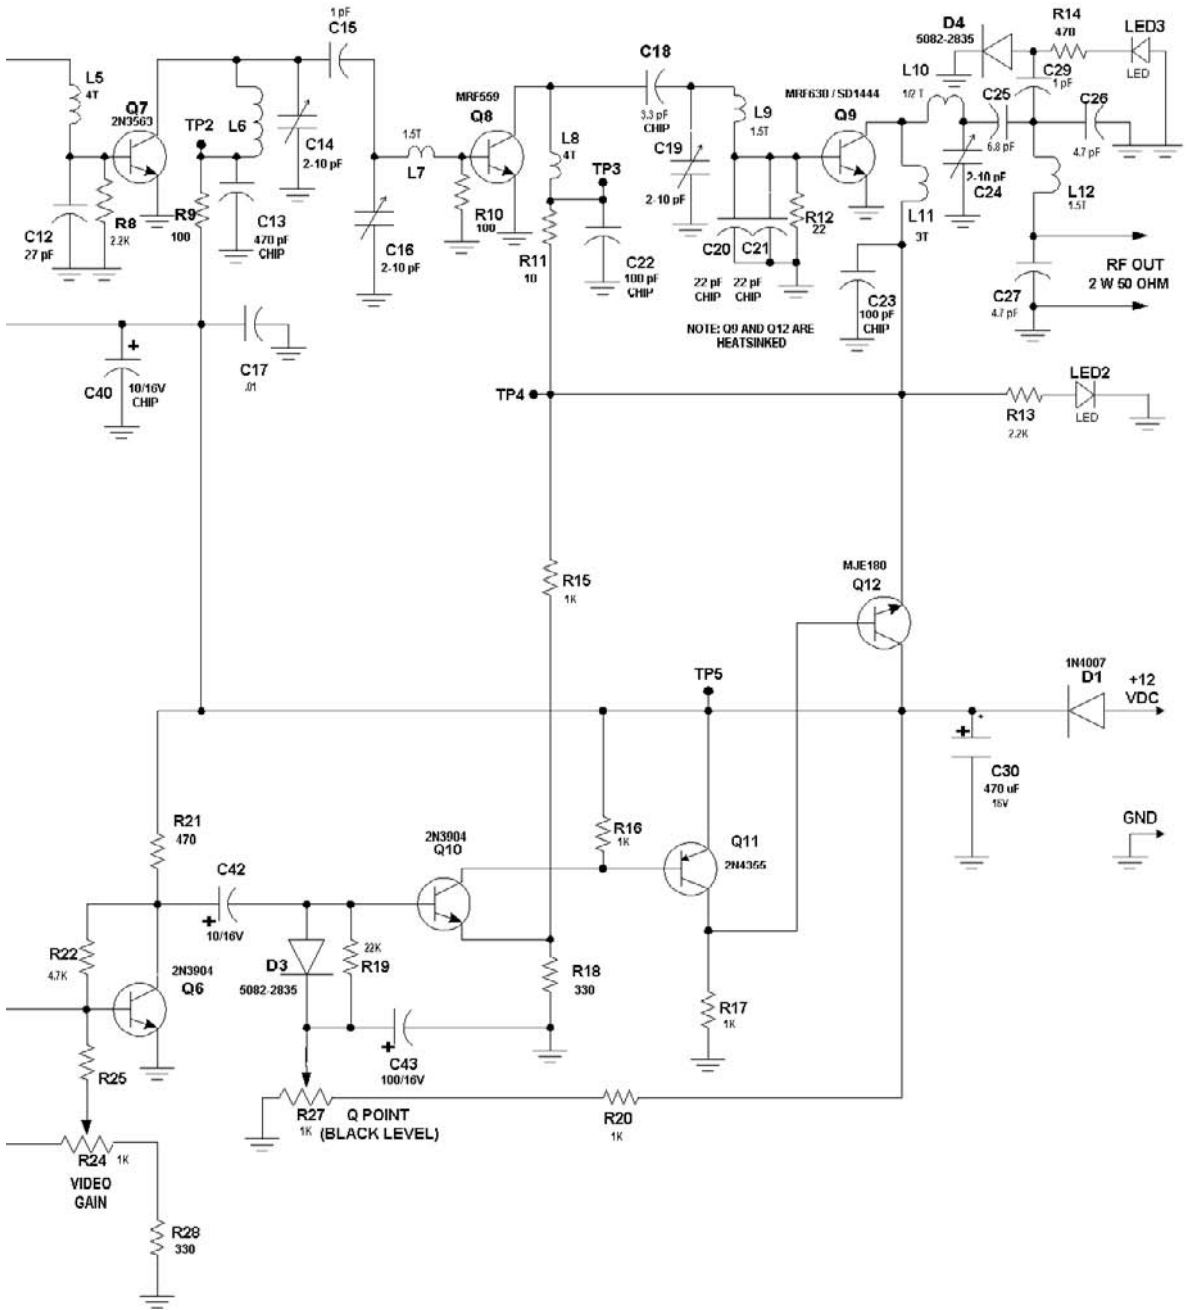 1 pF
C15
L5
4T
Q7
2N3563
TP2
L6
C14
2-10 pF
R8
2.2K
R9
100
C12
27 pF
C13
470 pF
CHIP
C16
2-10 pF
1.5T
L7
MRF559
Q8
R10
100
L8
4T
TP3
R11
10
C22
100 pF
CHIP
C18
3.3 pF
CHIP
C19
2-10 pF
L9
1.5T
MRF630 / SD1444
Q9
R12
22
C20
C21
22 pF
CHIP
22 pF
CHIP
NOTE: Q9 AND Q12 ARE
HEATSINKED
D4
5082-2835
R14
470
LED3
LED
L10
1/2 T
C29
1 pF
C25
6.8 pF
C26
4.7 pF
2-10 pF
C24
L11
3T
L12
1.5T
C23
100 pF
CHIP
C27
4.7 pF
RF OUT
2 W 50 OHM
+
C40
10/16V
CHIP
C17
.01
TP4
R13
2.2K
LED2
LED
R15
1K
MJE180
Q12
TP5
1N4007
D1
+12
VDC
+
C30
470 uF
16V
GND
R21
470
C42
+
10/16V
2N3904
Q10
R16
1K
Q11
2N4355
R22
4.7K
2N3904
Q6
D3
5082-2835
22K
R19
R18
330
R17
1K
R25
+
C43
100/16V
R27
1K
Q POINT
(BLACK LEVEL)
R20
1K
R24
1K
VIDEO
GAIN
R28
330